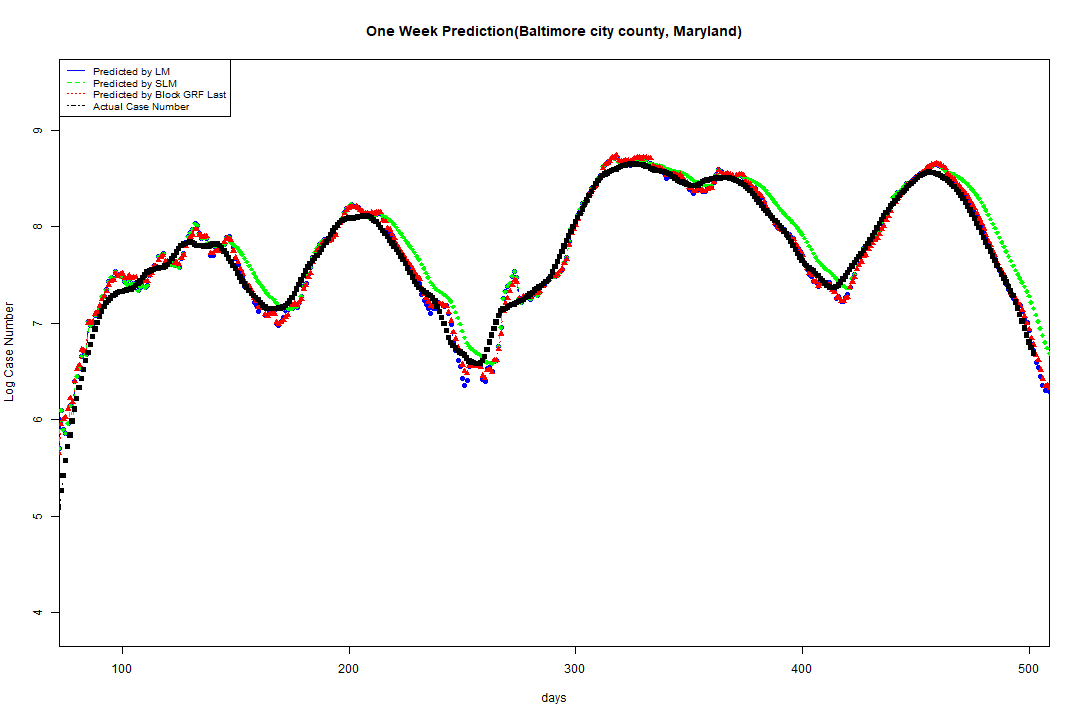 One Week Prediction(Baltimore city county, Maryland)
Predicted by LM
Predicted by SLM
Predicted by Block GRF Last
Actual Case Number
9
8
7
6
5
4
Log Case Number
100 200 300 400 500
days